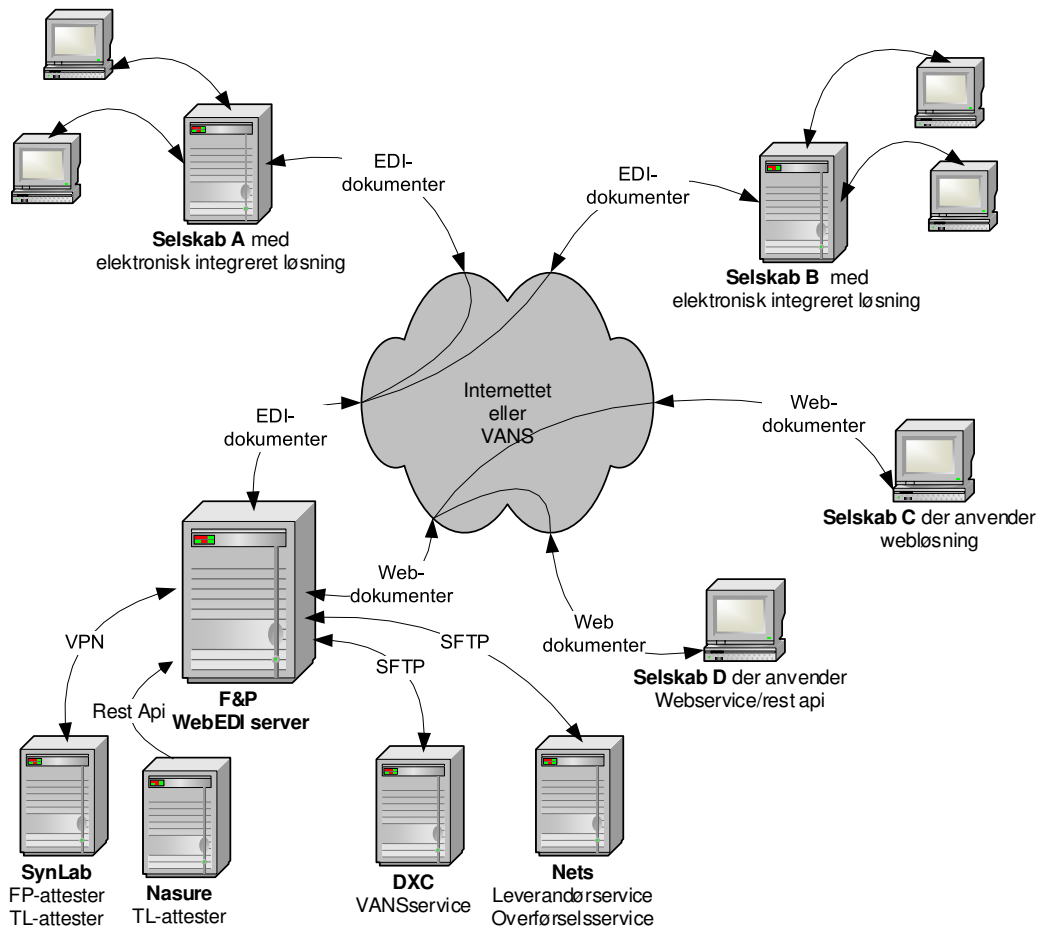 EDI-
dokumenter
EDI-
dokumenter
Selskab A med
elektronisk integreret løsning
Selskab B med
elektronisk integreret løsning
Internettet
eller
VANS
EDI-
dokumenter
Web-
dokumenter
Selskab C der anvender
webløsning
Web-
dokumenter
Web
dokumenter
VPN
SFTP
SFTP
Selskab D der anvender
Webservice/rest api
F&P
WebEDI server
Rest Api
SynLab
FP-attester
TL-attester
Nasure
TL-attester
DXC
VANSservice
Nets
Leverandørservice
Overførselsservice